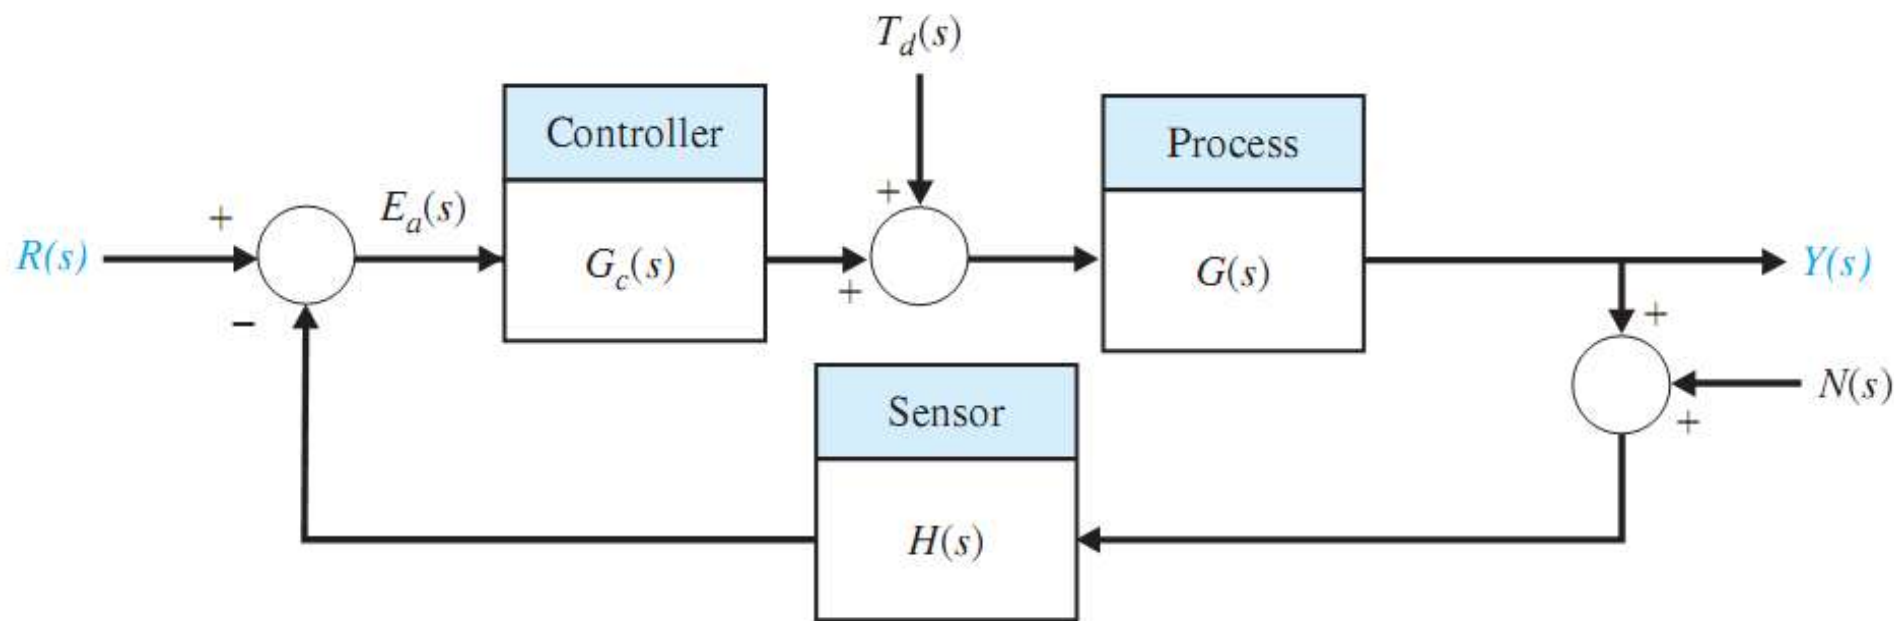 T_d(s)
Controller
Process
+
E_a(s)
+
R(s)
G_c(s)
G(s)
Y(s)
+
−
+
N(s)
Sensor
+
H(s)